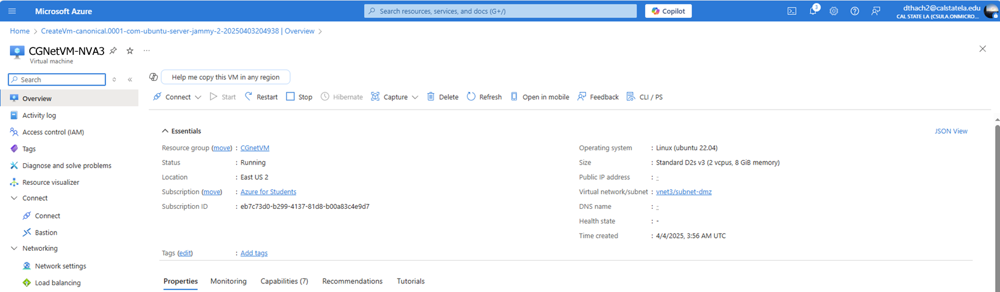 Microsoft Azure
Search resources, services, and docs (G+/)
Copilot
3
dthach2@calstatela.edu
CAL STATE LA (CSULA.ONMICRO...
Home > CreateVm-canonical.0001-com-ubuntu-server-jammy-2-20250403204938 | Overview >
CGNetVM-NVA3
Virtual machine
Search
Help me copy this VM in any region
Connect
Start
Restart
Stop
Hibernate
Capture
Delete
Refresh
Open in mobile
Feedback
CLI / PS
Overview
Activity log
Access control (IAM)
Tags
Diagnose and solve problems
Resource visualizer
Connect
Connect
Bastion
Networking
Network settings
Load balancing
Essentials
JSON View
Resource group (move) : CGnetVM
Status : Running
Location : East US 2
Subscription (move) : Azure for Students
Subscription ID : eb7c73d0-b299-4137-81d8-b00a83c4e9d7
Operating system : Linux (ubuntu 22.04)
Size : Standard D2s v3 (2 vcpus, 8 GiB memory)
Public IP address : -
Virtual network/subnet : vnet3/subnet-dmz
DNS name : -
Health state : -
Time created : 4/4/2025, 3:56 AM UTC
Tags (edit) : Add tags
Properties
Monitoring
Capabilities (7)
Recommendations
Tutorials